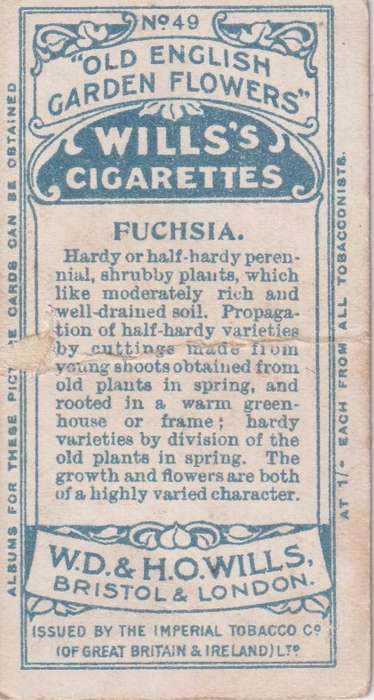 No. 49
"OLD ENGLISH
GARDEN FLOWERS"
WILLS'S
CIGARETTES
FUCHSIA.
Hardy or half-hardy peren-
nial, shrubby plants, which
like moderately rich and
well-drained soil. Propaga-
tion of half-hardy varieties
by cuttings made from
young shoots obtained from
old plants in spring, and
rooted in a warm green-
house or frame; hardy
varieties by division of the
old plants in spring. The
growth and flowers are both
of a highly varied character.
W.D. & H.O. WILLS,
BRISTOL & LONDON.
ISSUED BY THE IMPERIAL TOBACCO Co
(OF GREAT BRITAIN & IRELAND) LTD
ALBUMS FOR THESE PICT E CARDS CAN BE OBTAINED
AT 1/- EACH FROM ALL TOBACCONISTS.